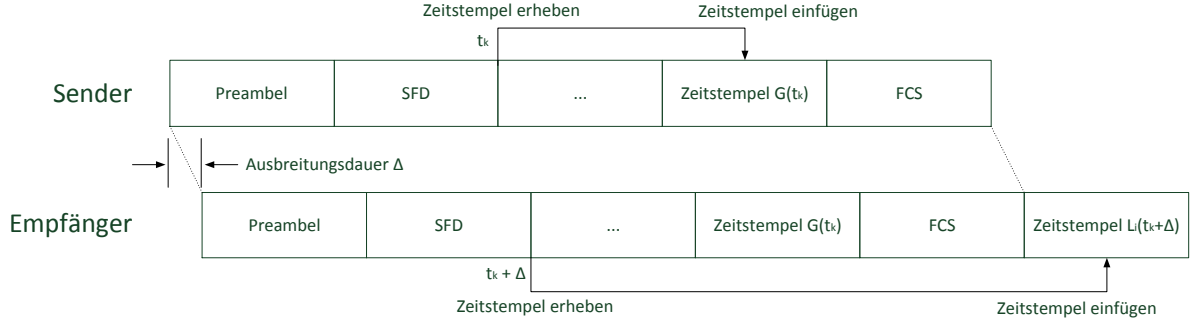 Zeitstempel erheben
Zeitstempel einfügen
tk
Sender
Preambel
SFD
...
Zeitstempel G(tk)
FCS
Ausbreitungsdauer Δ
Empfänger
Preambel
SFD
...
Zeitstempel G(tk)
FCS
Zeitstempel Li(tk+Δ)
tk + Δ
Zeitstempel erheben
Zeitstempel einfügen